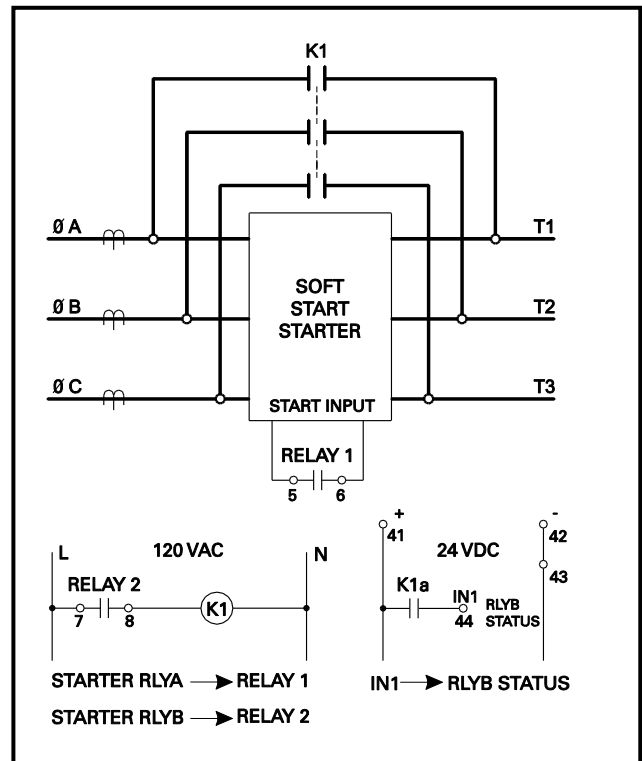 K1
Ø A
T1
SOFT
START
STARTER
Ø B
T2
Ø C
T3
START INPUT
RELAY 1
5
6
L
120 VAC
N
RELAY 2
7
8
K1
+
41
24 VDC
-
42
43
K1a
IN1
44
RLYB
STATUS
STARTER RLYA → RELAY 1
STARTER RLYB → RELAY 2
IN1 → RLYB STATUS